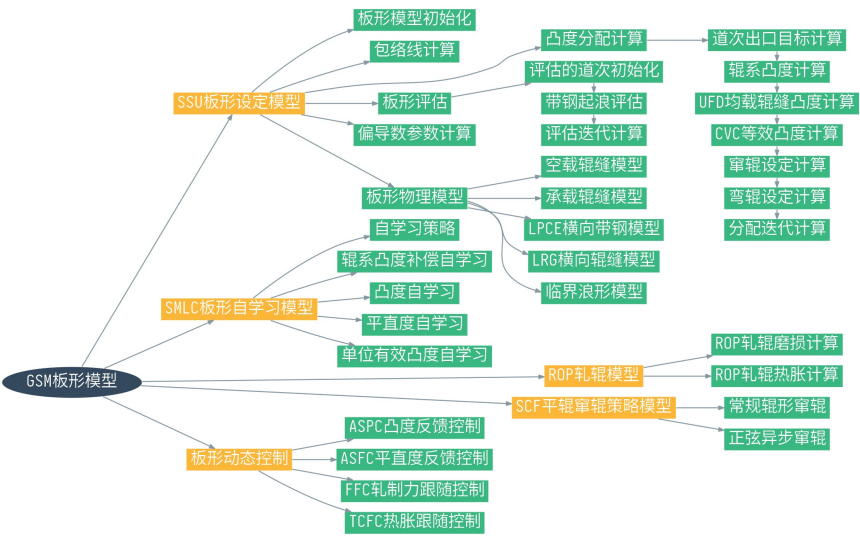 GSM板形模型
SSU板形设定模型
板形模型初始化
包络线计算
凸度分配计算
道次出口目标计算
辊系凸度计算
UFD均载辊缝凸度计算
CVC等效凸度计算
窜辊设定计算
弯辊设定计算
分配迭代计算
板形评估
评估的道次初始化
带钢起浪评估
评估迭代计算
偏导数参数计算
板形物理模型
空载辊缝模型
承载辊缝模型
LPCE横向带钢模型
LRG横向辊缝模型
临界浪形模型
SMLC板形自学习模型
自学习策略
辊系凸度补偿自学习
凸度自学习
平直度自学习
单位有效凸度自学习
ROP轧辊模型
ROP轧辊磨损计算
ROP轧辊热胀计算
SCF平辊窜辊策略模型
常规辊形窜辊
正弦异步窜辊
板形动态控制
ASPC凸度反馈控制
ASFC平直度反馈控制
FFC轧制力跟随控制
TCFC热胀跟随控制